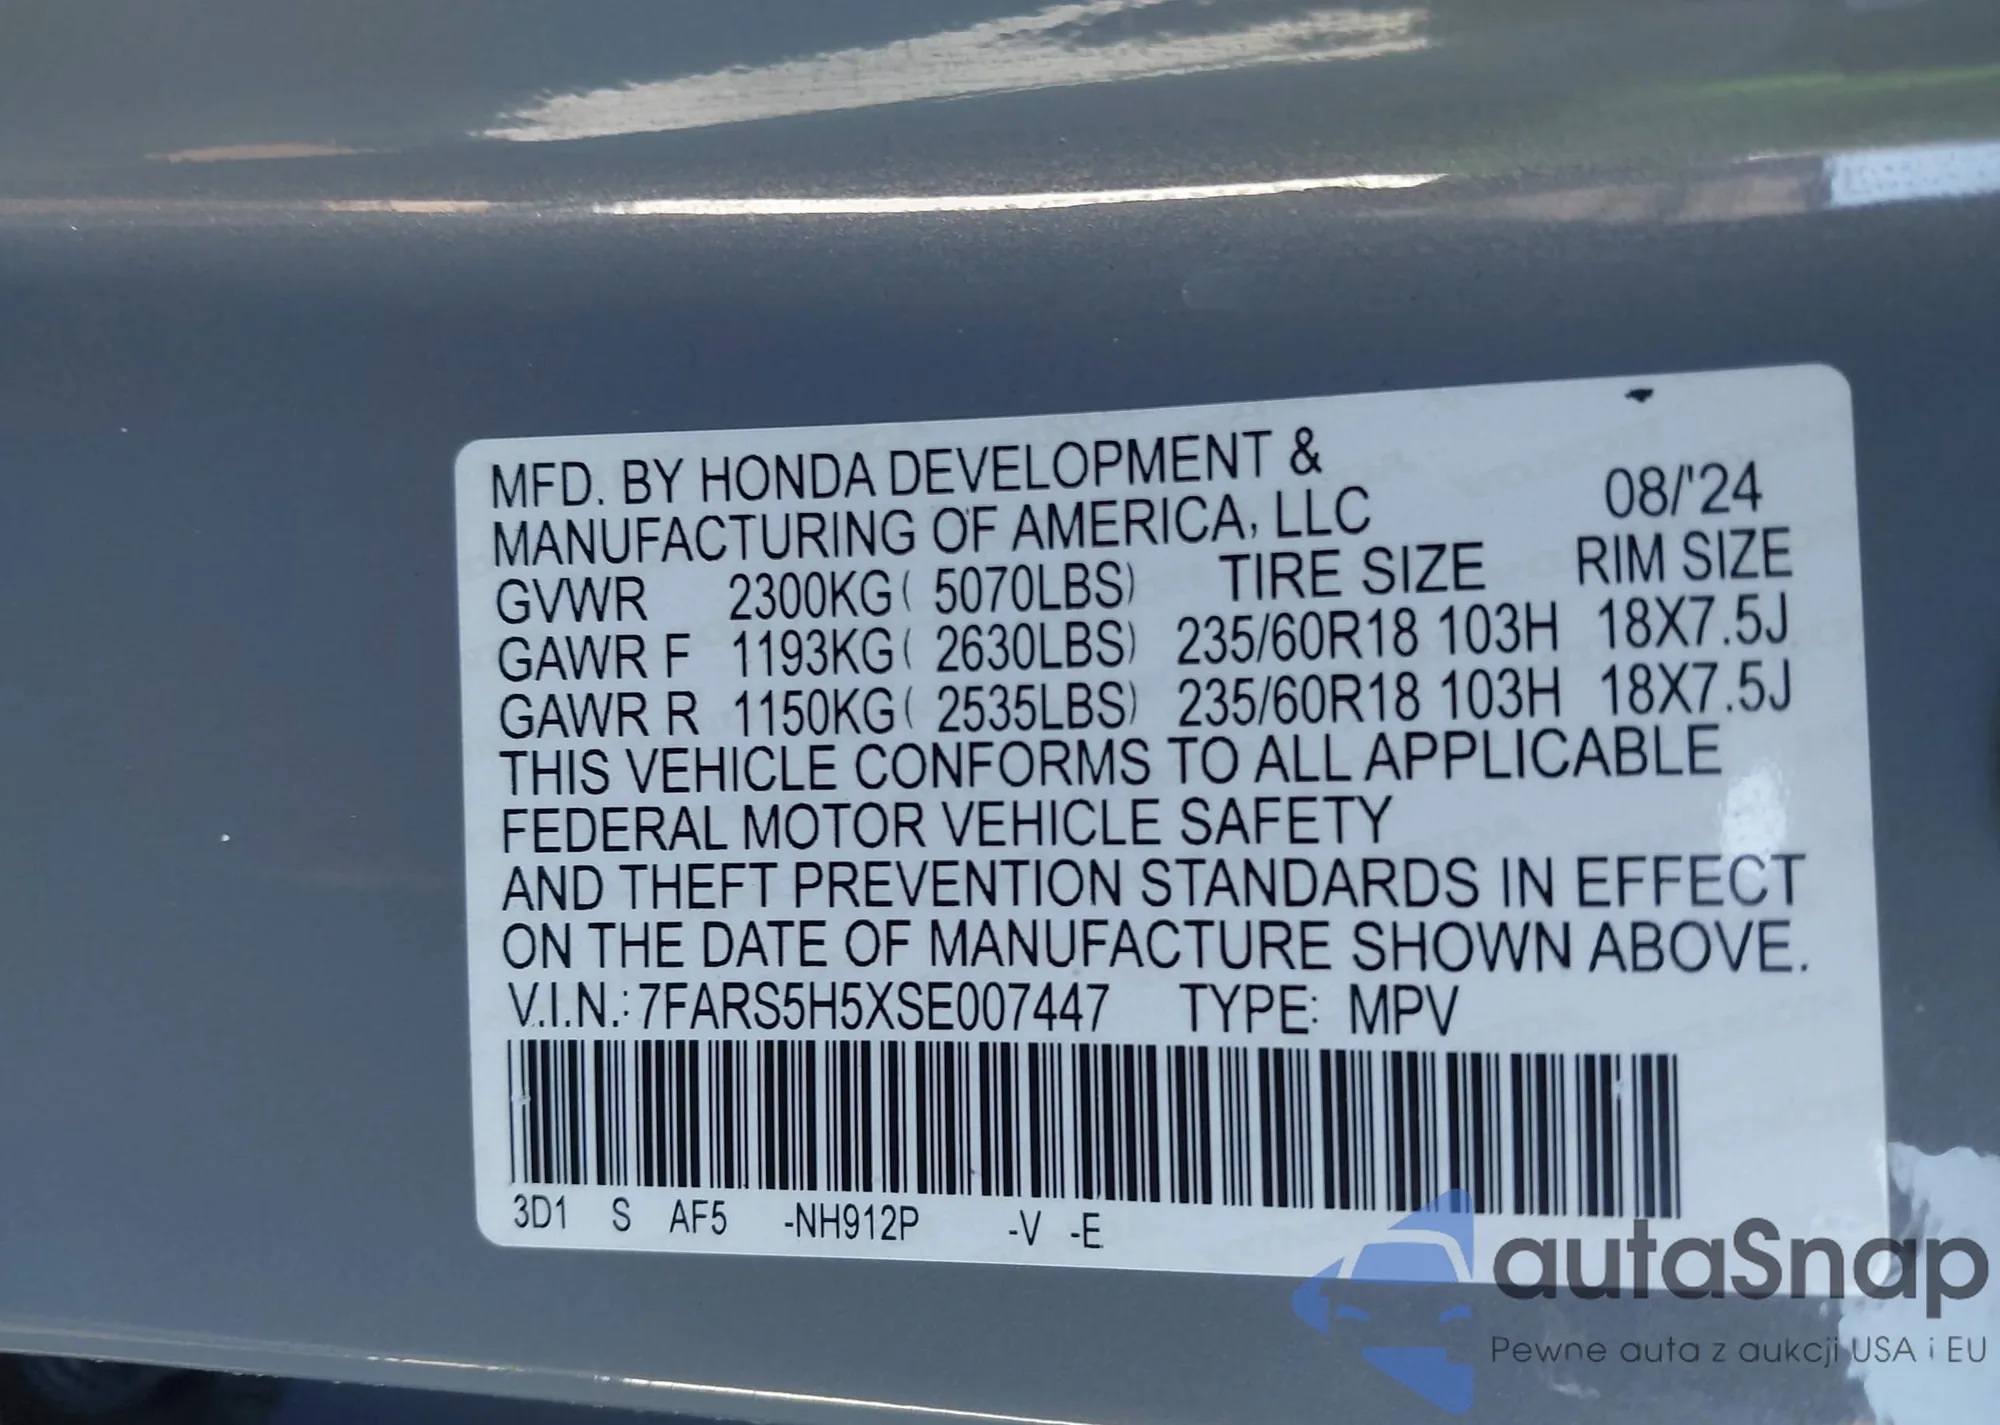 MFD. BY HONDA DEVELOPMENT &
MANUFACTURING OF AMERICA, LLC 08/'24
GVWR 2300KG( 5070LBS) TIRE SIZE RIM SIZE
GAWR F 1193KG( 2630LBS) 235/60R18 103H 18X7.5J
GAWR R 1150KG( 2535LBS) 235/60R18 103H 18X7.5J
THIS VEHICLE CONFORMS TO ALL APPLICABLE
FEDERAL MOTOR VEHICLE SAFETY
AND THEFT PREVENTION STANDARDS IN EFFECT
ON THE DATE OF MANUFACTURE SHOWN ABOVE.
V.I.N.: 7FARS5H5XSE007447 TYPE: MPV
3D1 S AF5 -NH912P -V -E
autaSnap
Pewne auta z aukcji USA i EU